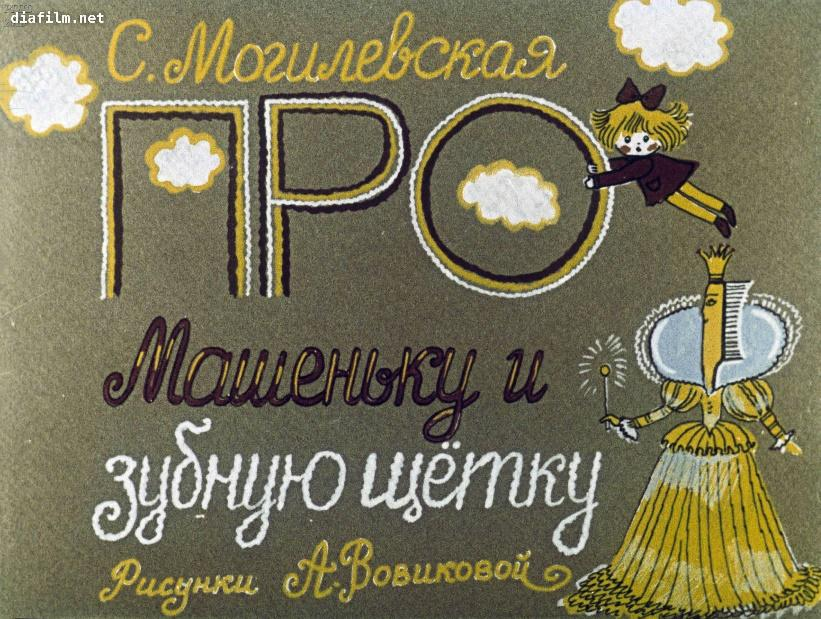 diafilm.net
С. Могилевская
ПРО
Машеньку и
зубную щётку
Рисунки А. Вовиковой